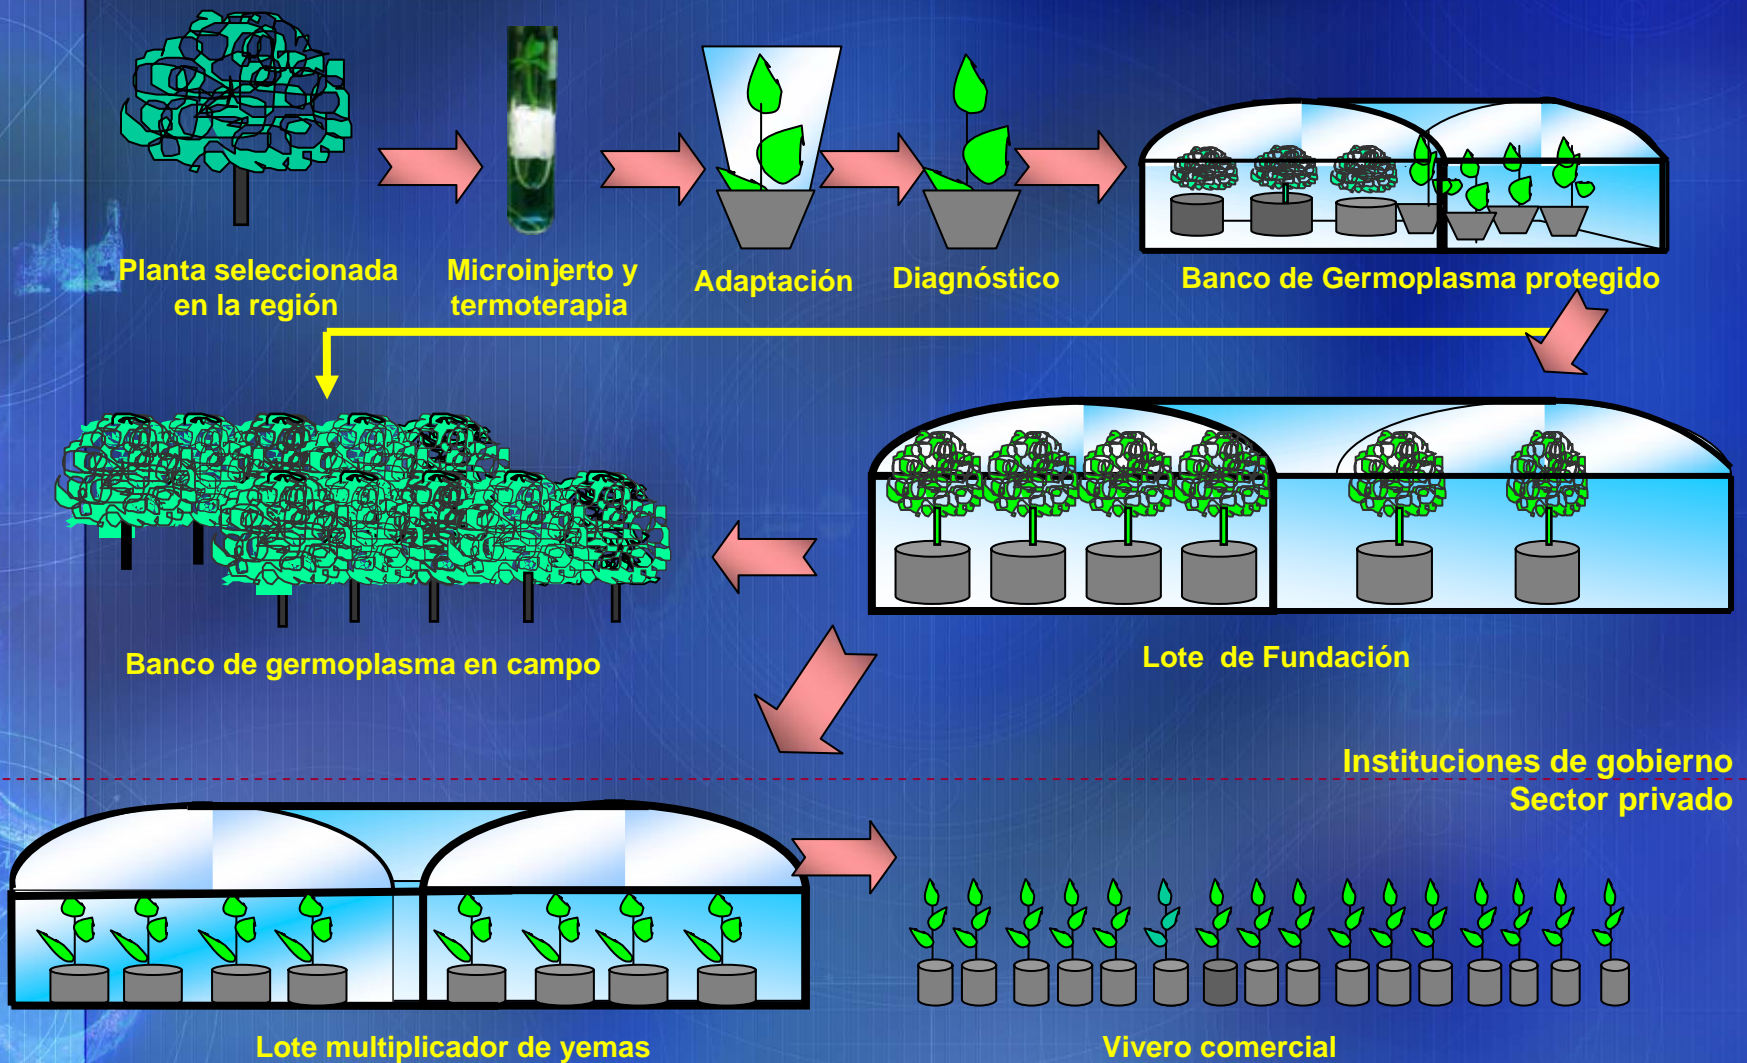 Planta seleccionada
en la región
Microinjerto y
termoterapia
Adaptación
Diagnóstico
Banco de Germoplasma protegido
Banco de germoplasma en campo
Lote de Fundación
Instituciones de gobierno
Sector privado
Lote multiplicador de yemas
Vivero comercial